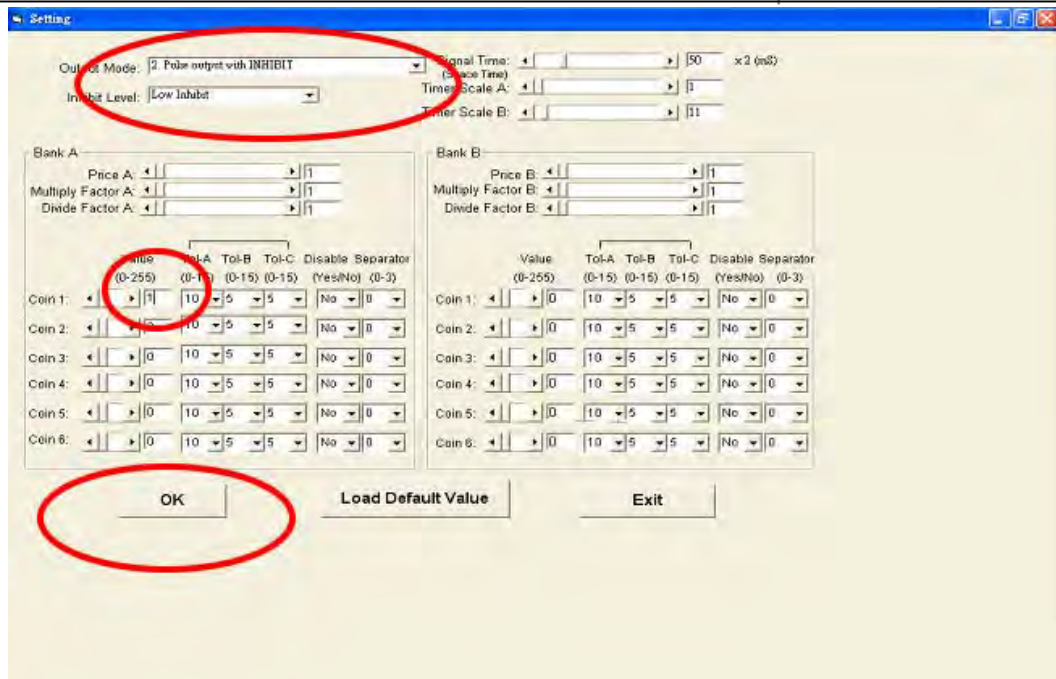 Setting
Output Mode: 2. Pulse output with INHIBIT
Inhibit Level: Low Inhibit
Signal Time: 50 x 2 (mS)
(Space Time)
Timer Scale A: 1
Timer Scale B: 11
Bank A
Price A: 1
Multiply Factor A: 1
Divide Factor A: 1
Value Tol-A Tol-B Tol-C Disable Separator
(0-255) (0-15) (0-15) (0-15) (Yes/No) (0-3)
Coin 1: 1 10 5 5 No 0
Coin 2: 0 10 5 5 No 0
Coin 3: 0 10 5 5 No 0
Coin 4: 0 10 5 5 No 0
Coin 5: 0 10 5 5 No 0
Coin 6: 0 10 5 5 No 0
Bank B
Price B: 1
Multiply Factor B: 1
Divide Factor B: 1
Value Tol-A Tol-B Tol-C Disable Separator
(0-255) (0-15) (0-15) (0-15) (Yes/No) (0-3)
Coin 1: 0 10 5 5 No 0
Coin 2: 0 10 5 5 No 0
Coin 3: 0 10 5 5 No 0
Coin 4: 0 10 5 5 No 0
Coin 5: 0 10 5 5 No 0
Coin 6: 0 10 5 5 No 0
OK
Load Default Value
Exit